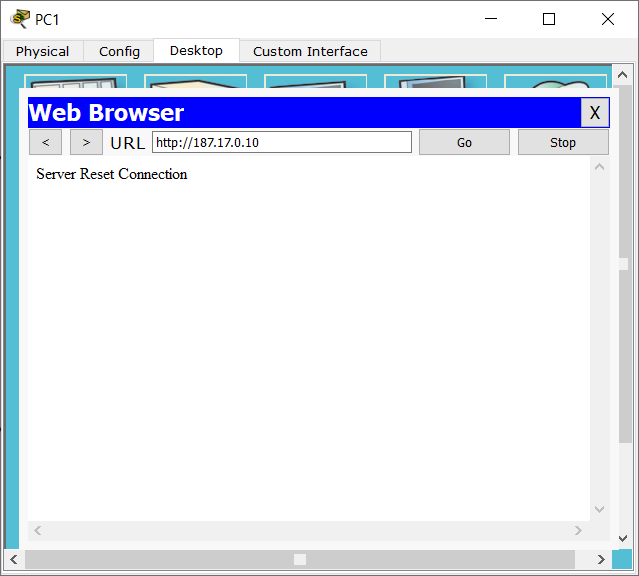 PC1
Physical Config Desktop Custom Interface
Web Browser X
< > URL http://187.17.0.10 Go Stop
Server Reset Connection